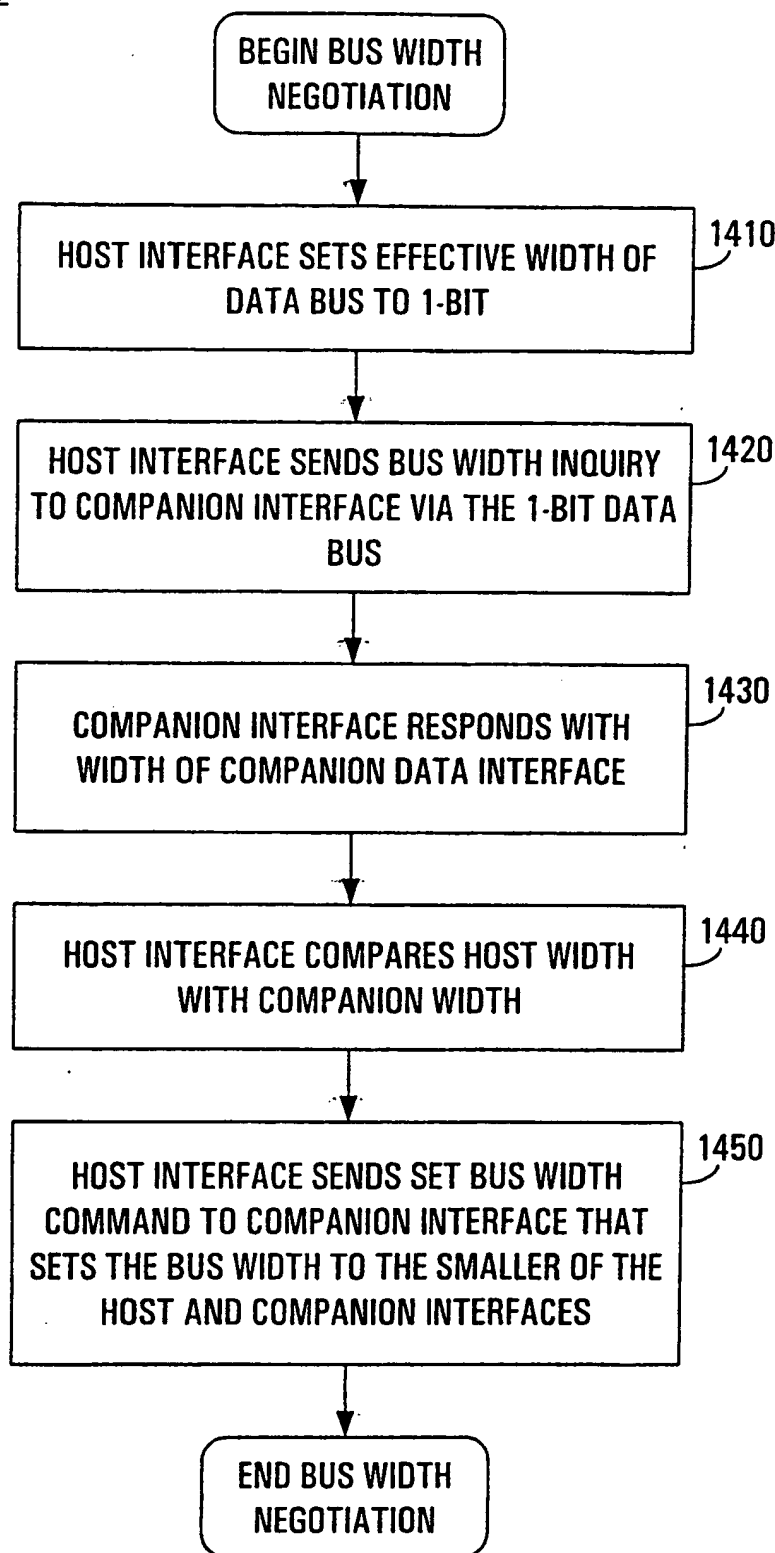 BEGIN BUS WIDTH
NEGOTIATION
1410
HOST INTERFACE SETS EFFECTIVE WIDTH OF
DATA BUS TO 1-BIT
1420
HOST INTERFACE SENDS BUS WIDTH INQUIRY
TO COMPANION INTERFACE VIA THE 1-BIT DATA
BUS
1430
COMPANION INTERFACE RESPONDS WITH
WIDTH OF COMPANION DATA INTERFACE
1440
HOST INTERFACE COMPARES HOST WIDTH
WITH COMPANION WIDTH
1450
HOST INTERFACE SENDS SET BUS WIDTH
COMMAND TO COMPANION INTERFACE THAT
SETS THE BUS WIDTH TO THE SMALLER OF THE
HOST AND COMPANION INTERFACES
END BUS WIDTH
NEGOTIATION